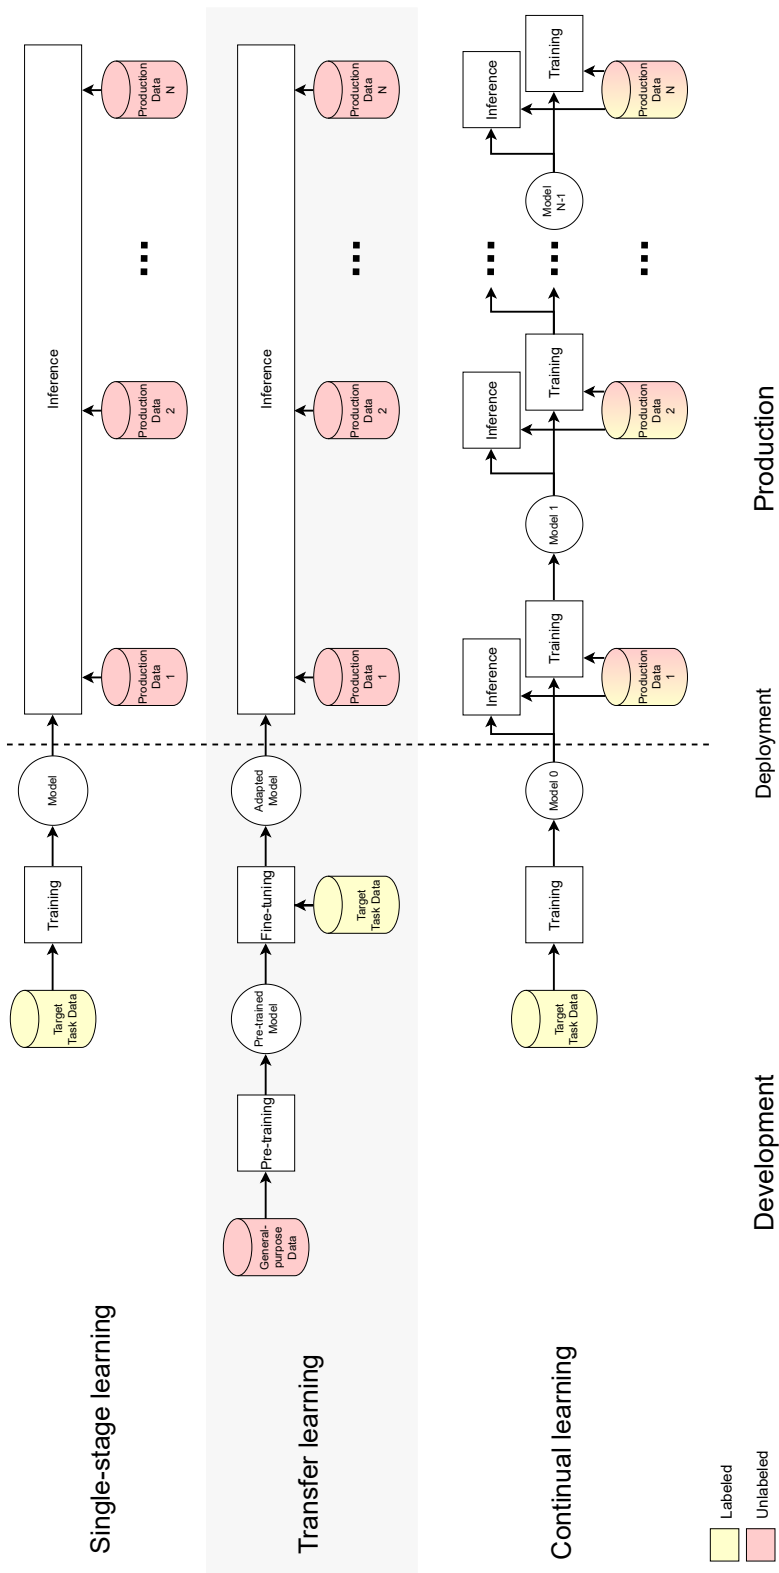 Single-stage learning
Target
Task Data
Training
Model
Inference
Production
Data
1
Production
Data
2
...
Production
Data
N
Transfer learning
General-
purpose
Data
Pre-training
Pre-trained
Model
Fine-tuning
Target
Task Data
Adapted
Model
Inference
Production
Data
1
Production
Data
2
...
Production
Data
N
Continual learning
Target
Task Data
Training
Model 0
Inference
Training
Production
Data
1
Model 1
Inference
Training
Production
Data
2
...
...
...
Model
N-1
Inference
Training
Production
Data
N
Labeled
Unlabeled
Development
Deployment
Production